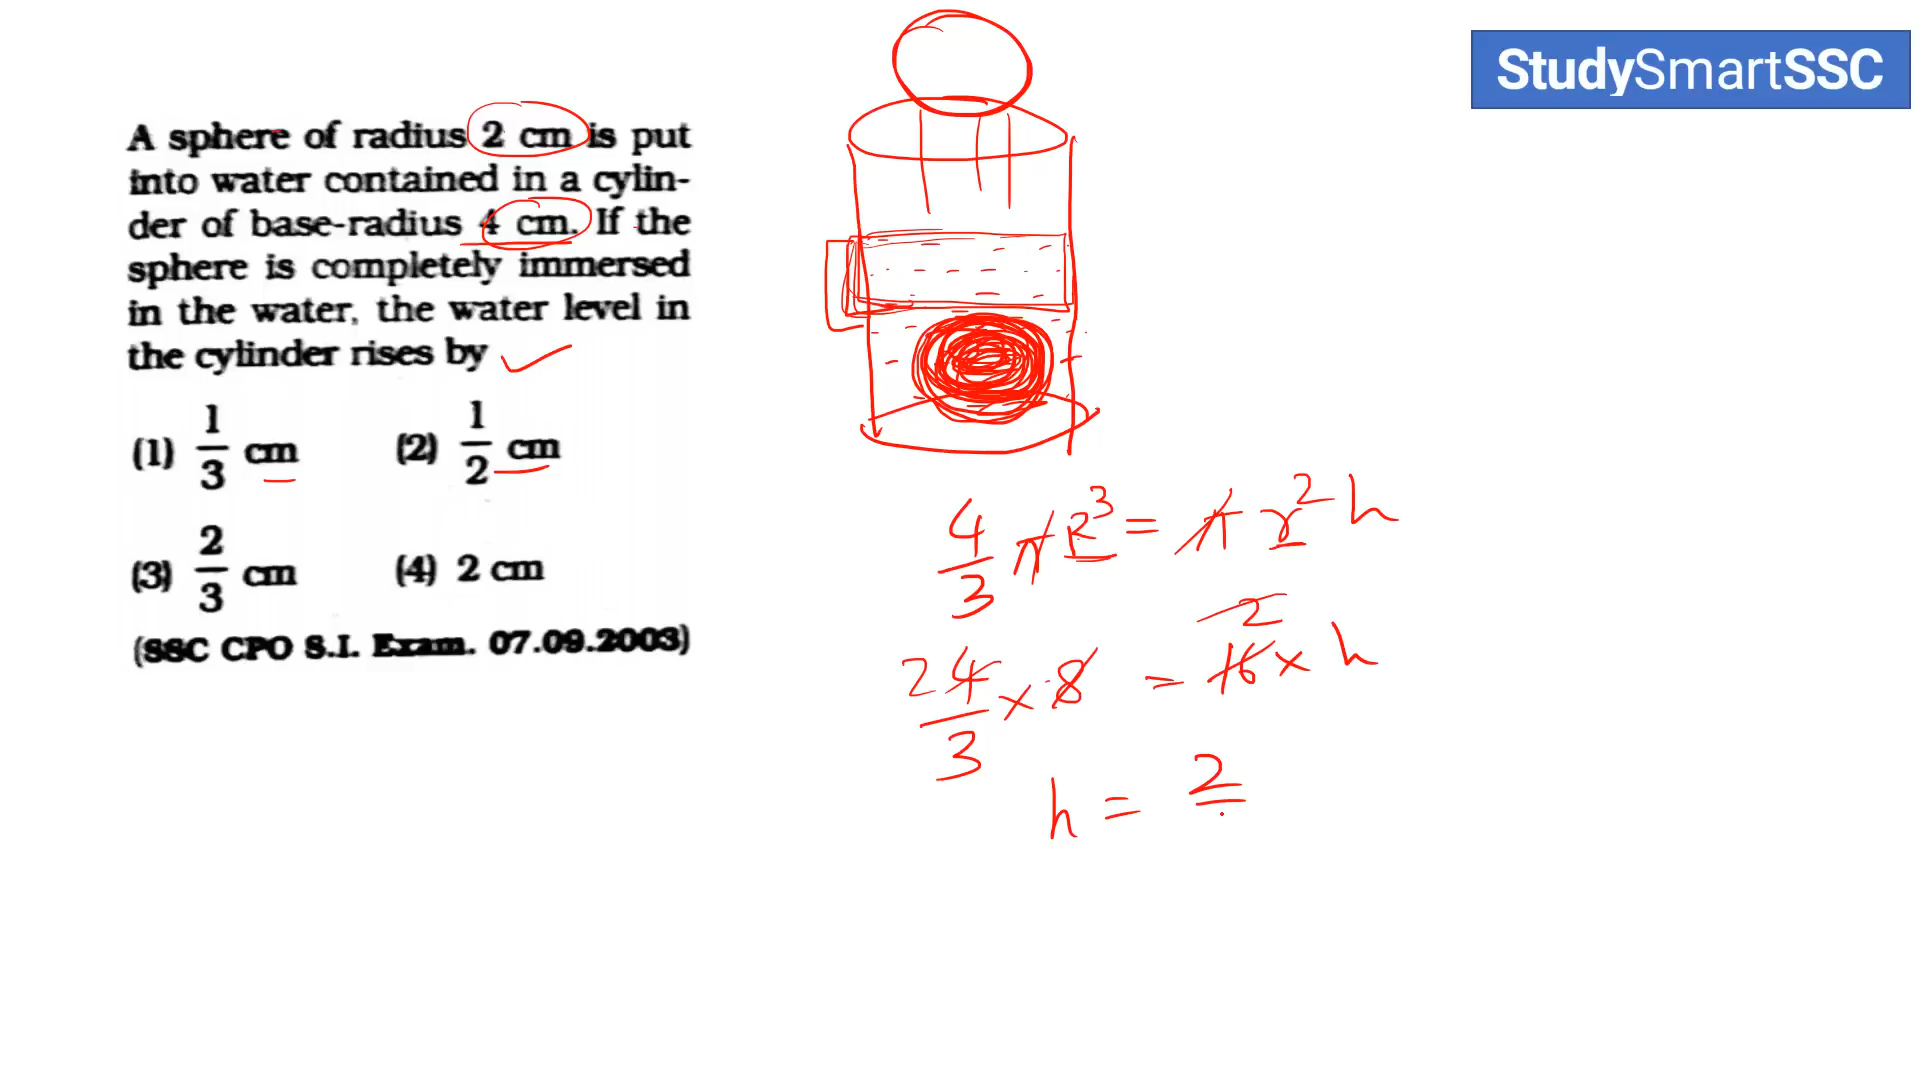 StudySmartSSC
A sphere of radius 2 cm is put
into water contained in a cylin-
der of base-radius 4 cm. If the
sphere is completely immersed
in the water, the water level in
the cylinder rises by
(1) 1/3 cm (2) 1/2 cm
(3) 2/3 cm (4) 2 cm
(SSC CPO S.I. Exam. 07.09.2003)
4/3 π R³ = π r² h
2
24/3 × 8 = 16 × h
h = 2